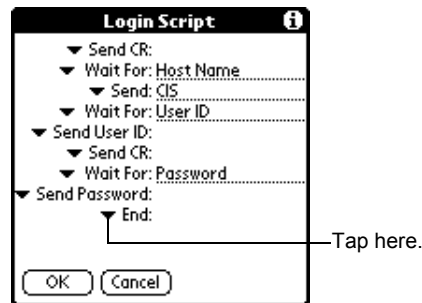 Login Script i
Send CR:
Wait For: Host Name
Send: CIS
Wait For: User ID
Send User ID:
Send CR:
Wait For: Password
Send Password:
End:
Tap here.
OK Cancel